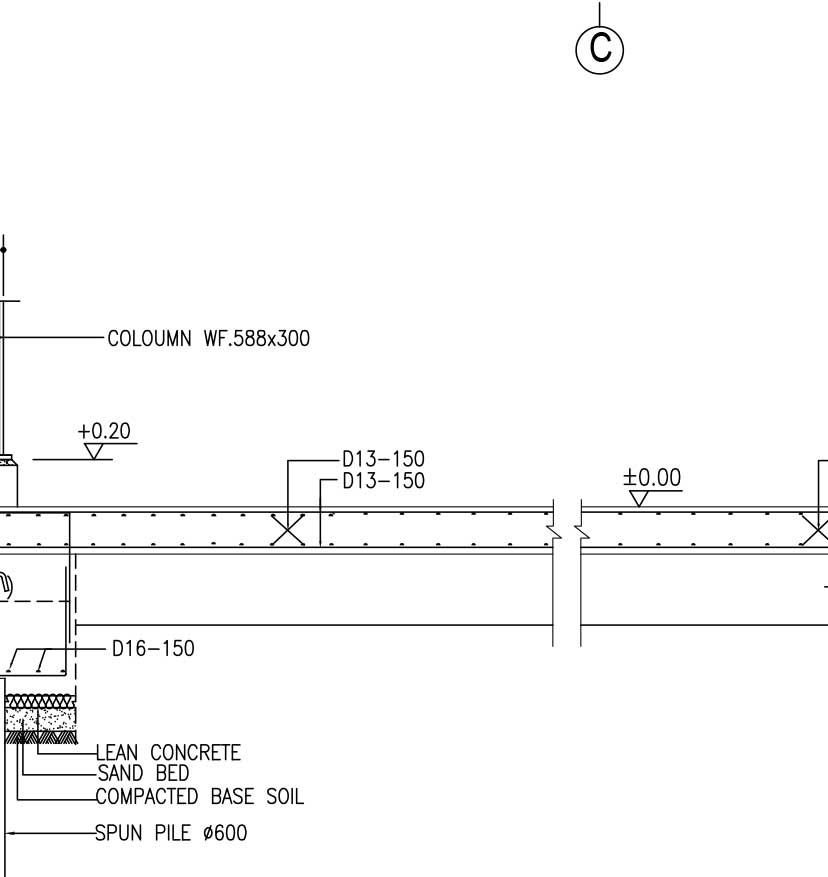 C
COLOUMN WF.588x300
+0.20
D13-150
D13-150
±0.00
D16-150
LEAN CONCRETE
SAND BED
COMPACTED BASE SOIL
SPUN PILE ø600